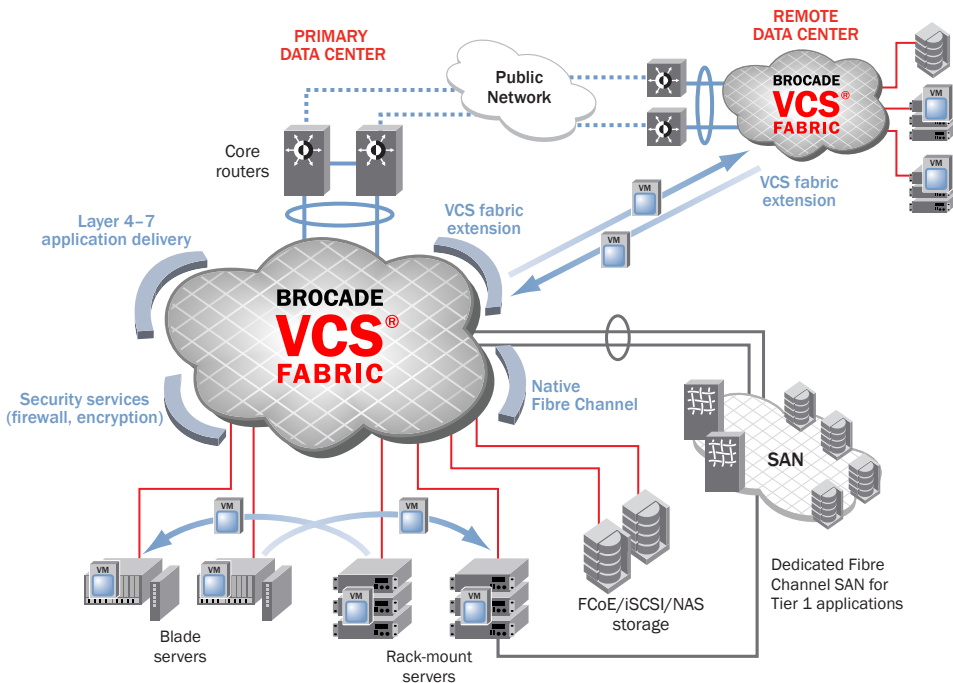 PRIMARY
DATA CENTER
REMOTE
DATA CENTER
Public
Network
BROCADE
VCS®
FABRIC
VM
VM
Core
routers
VCS fabric
extension
VM
VM
VCS fabric
extension
Layer 4–7
application delivery
BROCADE
VCS®
FABRIC
Security services
(firewall, encryption)
Native
Fibre Channel
SAN
VM
VM
VM
VM
VM
VM
Blade
servers
Rack-mount
servers
FCoE/iSCSI/NAS
storage
Dedicated Fibre
Channel SAN for
Tier 1 applications